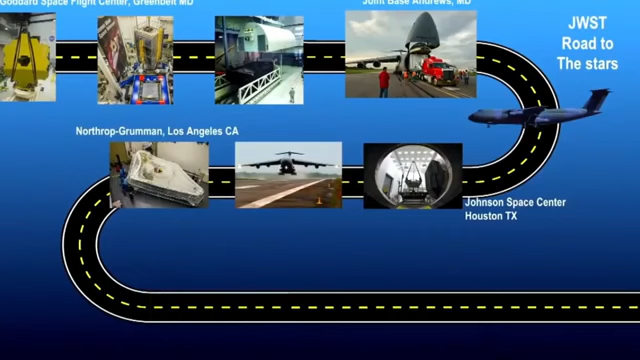 Goddard Space Flight Center, Greenbelt MD
Joint Base Andrews, MD
JWST
Road to
The stars
Northrop-Grumman, Los Angeles CA
Johnson Space Center
Houston TX